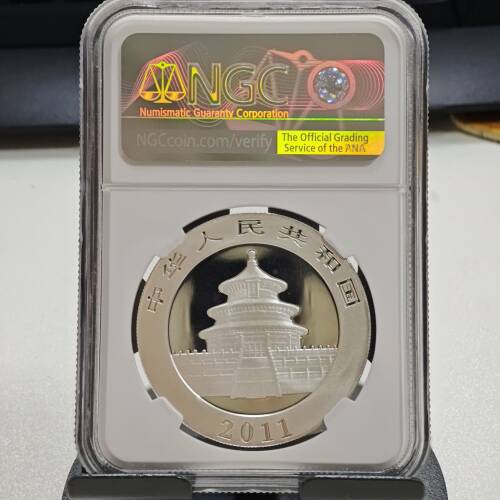 NGC
Numismatic Guaranty Corporation
NGCcoin.com/verify
The Official Grading
Service of the ANA
中华人民共和国
2011